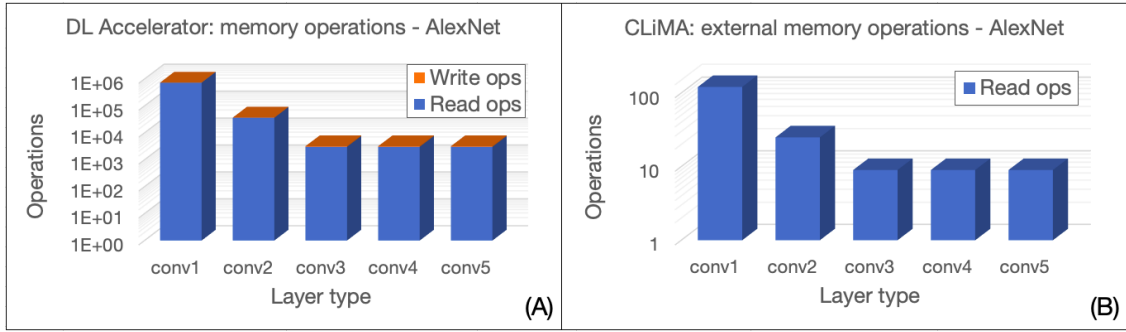 DL Accelerator: memory operations - AlexNet
Write ops
Read ops
1E+06
1E+05
1E+04
1E+03
1E+02
1E+01
1E+00
Operations
conv1 conv2 conv3 conv4 conv5
Layer type
(A)
CLiMA: external memory operations - AlexNet
Read ops
100
10
1
Operations
conv1 conv2 conv3 conv4 conv5
Layer type
(B)